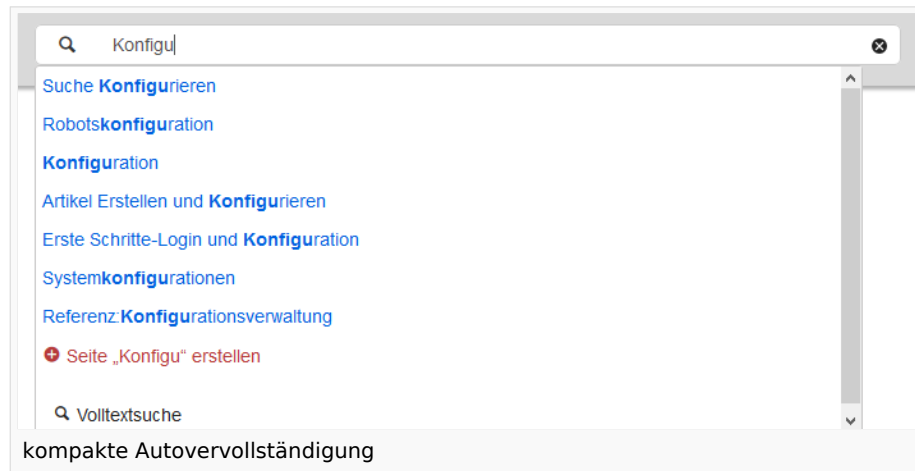 Konfigu
Suche Konfigurieren
Robotskonfiguration
Konfiguration
Artikel Erstellen und Konfigurieren
Erste Schritte-Login und Konfiguration
Systemkonfigurationen
Referenz:Konfigurationsverwaltung
Seite „Konfigu“ erstellen
Volltextsuche
kompakte Autovervollständigung